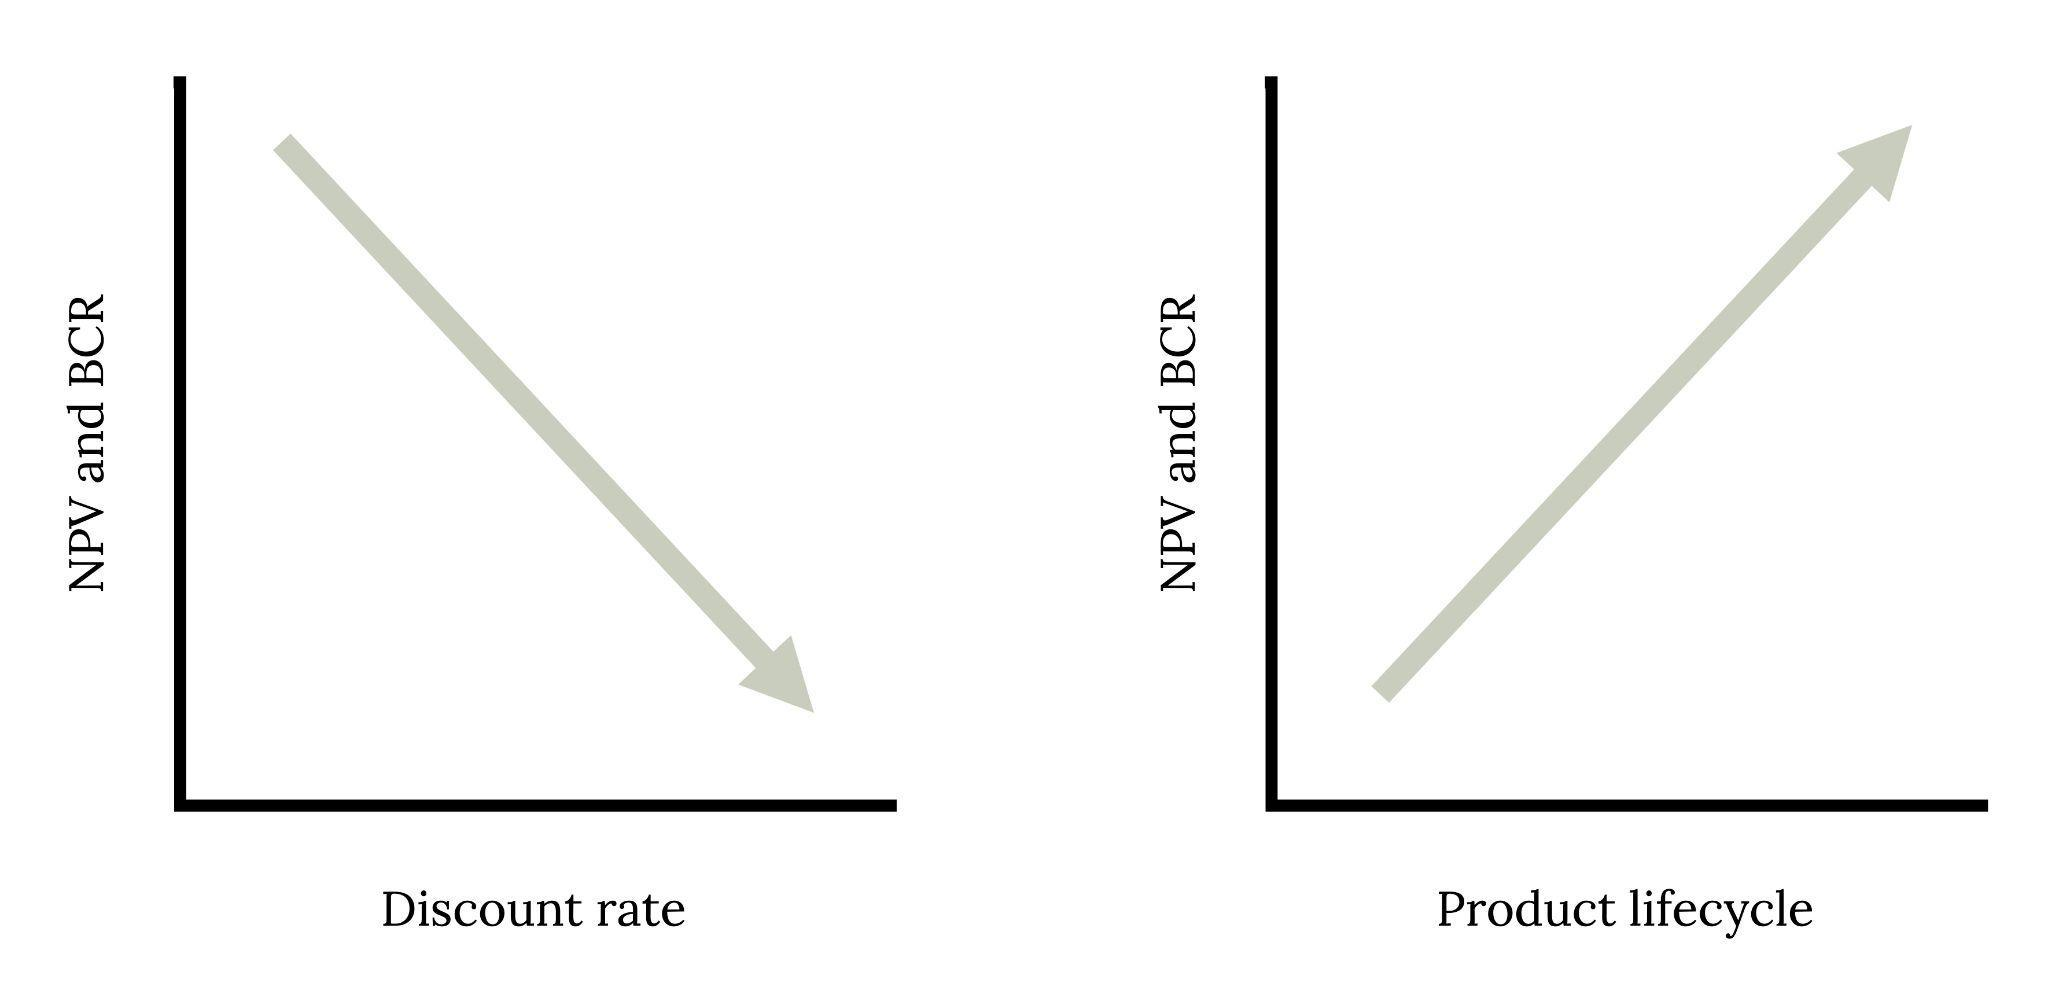 NPV and BCR
Discount rate
NPV and BCR
Product lifecycle